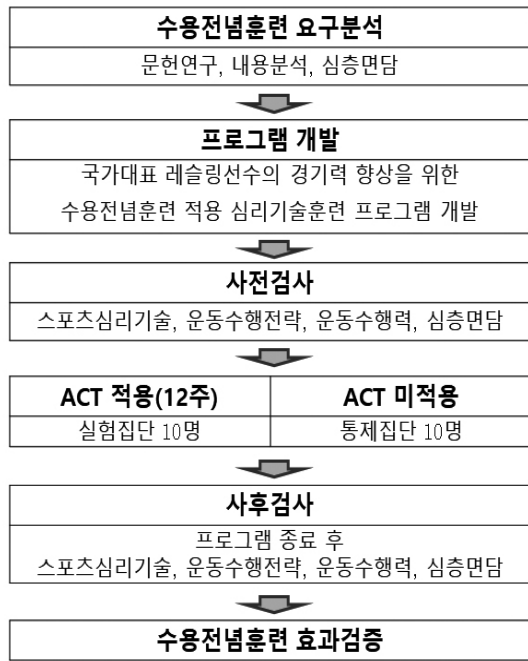 수용전념훈련 요구분석
문헌연구, 내용분석, 심층면담
프로그램 개발
국가대표 레슬링선수의 경기력 향상을 위한
수용전념훈련 적용 심리기술훈련 프로그램 개발
사전검사
스포츠심리기술, 운동수행전략, 운동수행력, 심층면담
ACT 적용(12주) ACT 미적용
실험집단 10명 통제집단 10명
사후검사
프로그램 종료 후
스포츠심리기술, 운동수행전략, 운동수행력, 심층면담
수용전념훈련 효과검증